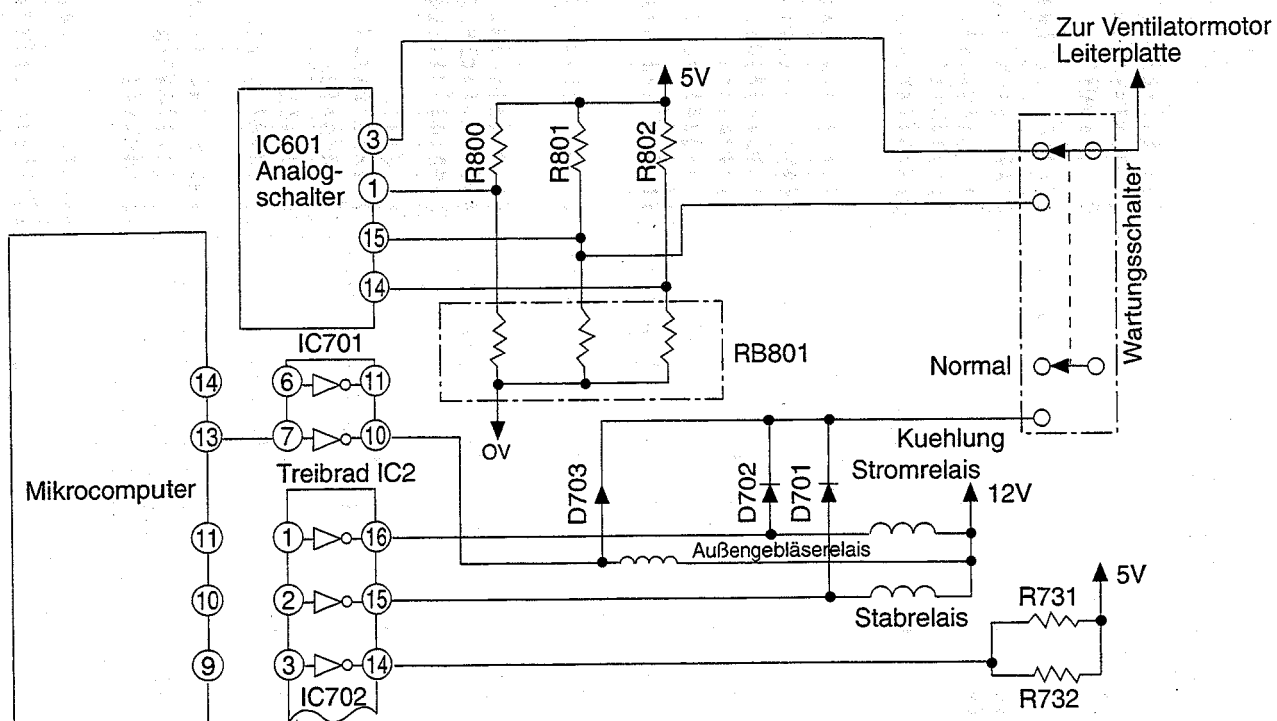 Zur Ventilatormotor
Leiterplatte
5V
IC601
Analog-
schalter
3
1
15
14
R800
R801
R802
Wartungsschalter
RB801
Normal
OV
IC701
6
11
7
10
14
13
Mikrocomputer
11
10
9
Treibrad IC2
1
16
2
15
3
14
IC702
Kuehlung
Stromrelais
12V
D703
D702
D701
Außengebläserelais
Stabrelais
5V
R731
R732